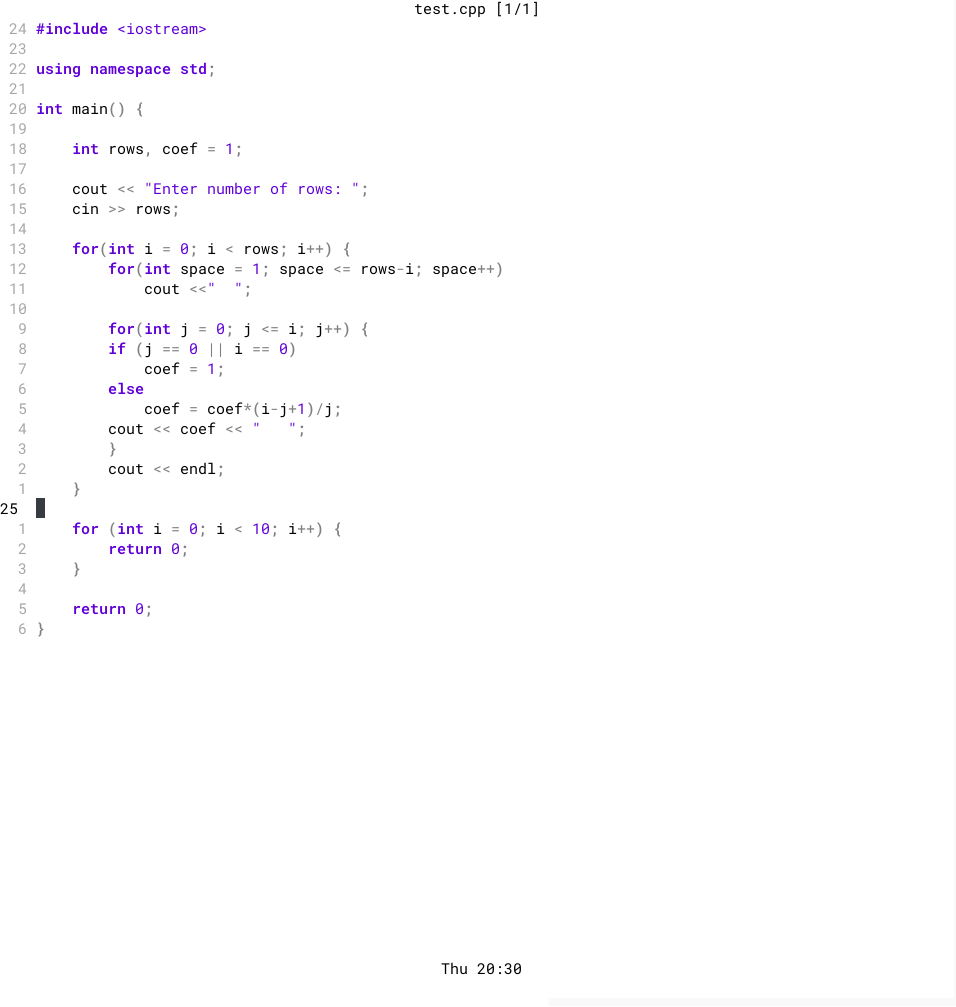 test.cpp [1/1]
24 #include <iostream>
23
22 using namespace std;
21
20 int main() {
19
18     int rows, coef = 1;
17
16     cout << "Enter number of rows: ";
15     cin >> rows;
14
13     for(int i = 0; i < rows; i++) {
12         for(int space = 1; space <= rows-i; space++)
11             cout <<"  ";
10
 9         for(int j = 0; j <= i; j++) {
 8         if (j == 0 || i == 0)
 7             coef = 1;
 6         else
 5             coef = coef*(i-j+1)/j;
 4         cout << coef << "   ";
 3         }
 2         cout << endl;
 1     }
25
 1     for (int i = 0; i < 10; i++) {
 2         return 0;
 3     }
 4
 5     return 0;
 6 }
Thu 20:30